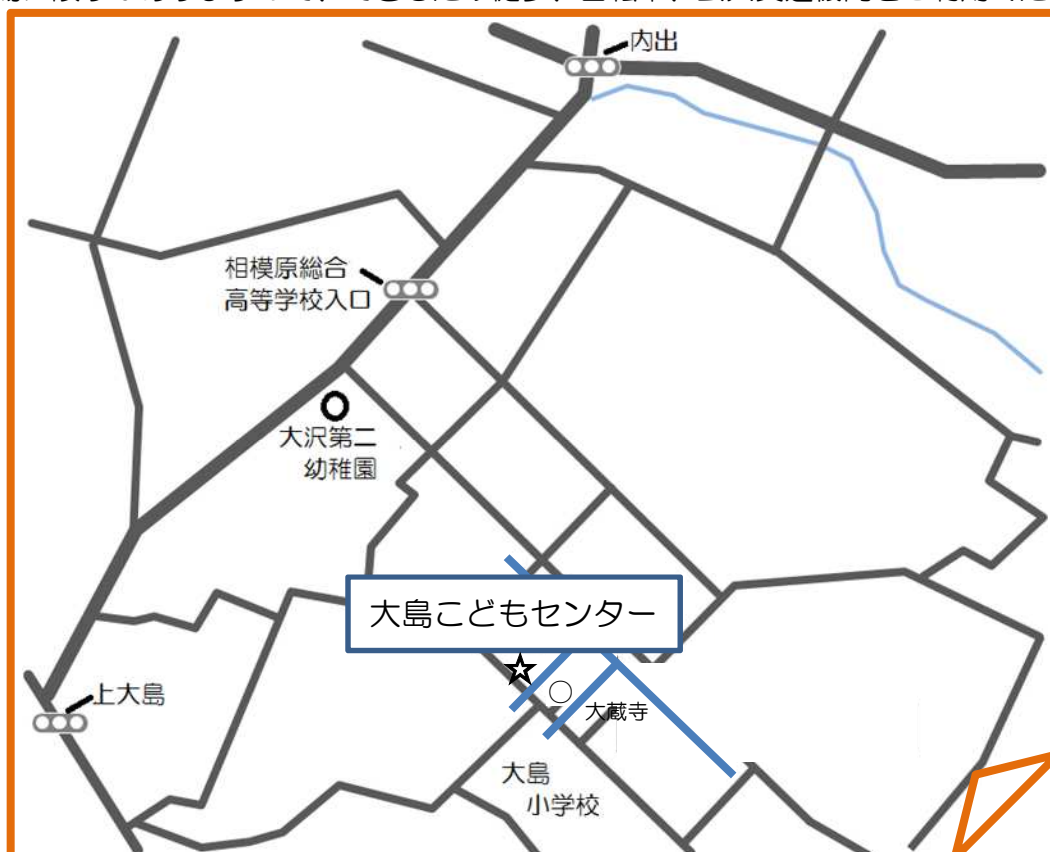 内出
相模原総合
高等学校入口
大沢第二
幼稚園
大島こどもセンター
上大島
大蔵寺
大島
小学校